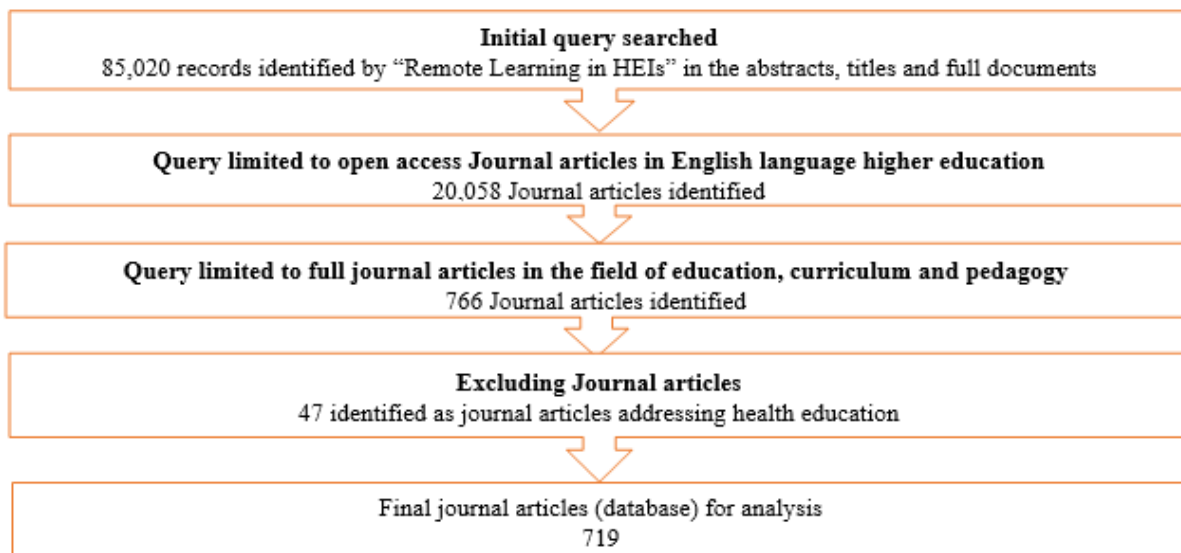 Initial query searched
85,020 records identified by “Remote Learning in HEIs” in the abstracts, titles and full documents
Query limited to open access Journal articles in English language higher education
20,058 Journal articles identified
Query limited to full journal articles in the field of education, curriculum and pedagogy
766 Journal articles identified
Excluding Journal articles
47 identified as journal articles addressing health education
Final journal articles (database) for analysis
719